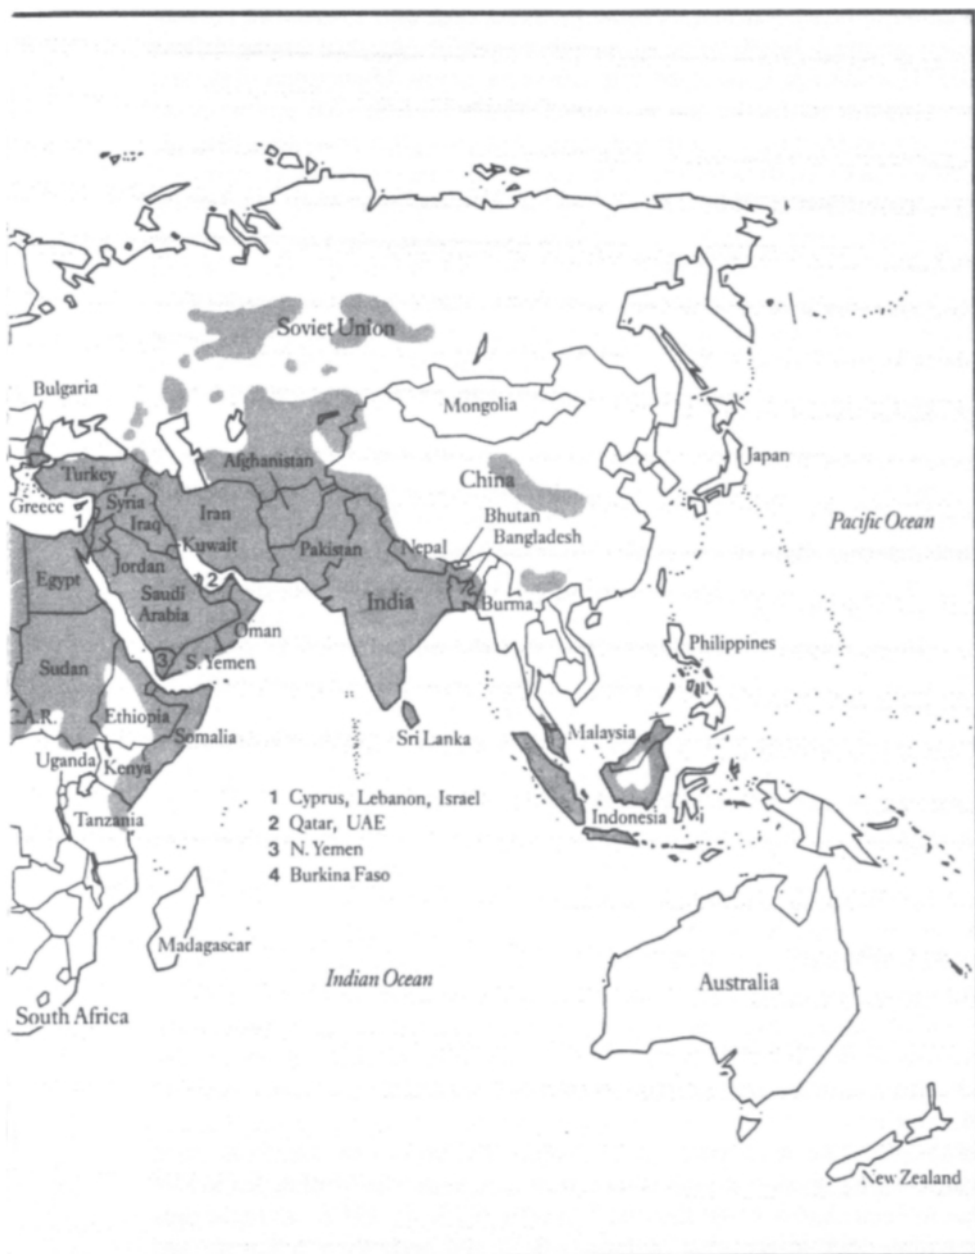 Soviet Union
Bulgaria
Mongolia
Japan
Turkey
Afghanistan
China
Greece
1
Syria
Iraq
Iran
Bhutan
Bangladesh
Pacific Ocean
Kuwait
Pakistan
Nepal
Jordan
Egypt
2
Saudi
Arabia
India
Burma
Oman
Philippines
3
S. Yemen
Sudan
C.A.R.
Ethiopia
Somalia
Sri Lanka
Malaysia
Uganda
Kenya
Tanzania
Indonesia
1 Cyprus, Lebanon, Israel
2 Qatar, UAE
3 N. Yemen
4 Burkina Faso
Madagascar
Indian Ocean
Australia
South Africa
New Zealand